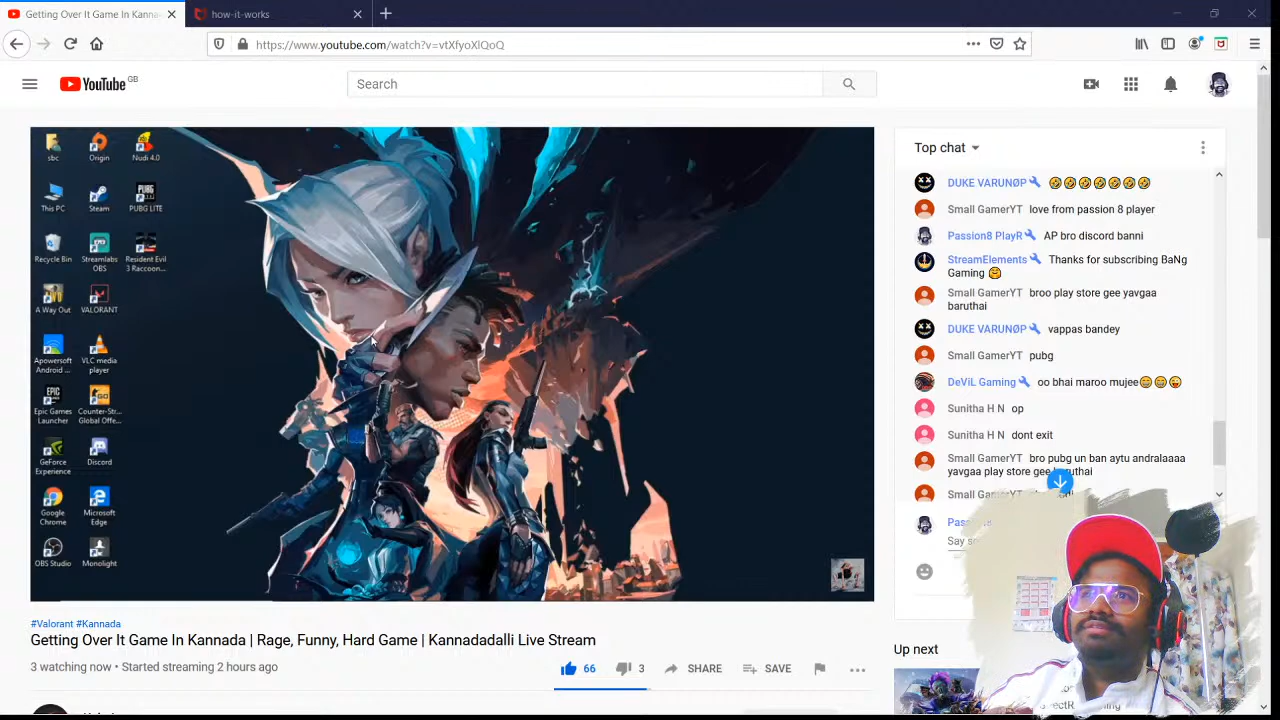 Getting Over It Game In Kanna
how-it-works
https://www.youtube.com/watch?v=vtXfyoXlQoQ
YouTube GB
Search
sbc
Origin
Nudi 4.0
This PC
Steam
PUBG LITE
Recycle Bin
Streamlabs OBS
Resident Evil 3 Raccoon...
A Way Out
VALORANT
Apowersoft Android ...
VLC media player
Epic Games Launcher
Counter-Str... Global Offe...
GeForce Experience
Discord
Google Chrome
Microsoft Edge
OBS Studio
Monolight
Top chat
DUKE VARUNØP 🤣🤣🤣🤣🤣🤣🤣
Small GamerYT love from passion 8 player
Passion8 PlayR AP bro discord banni
StreamElements Thanks for subscribing BaNg
Gaming 🤗
Small GamerYT broo play store gee yavgaa
baruthai
DUKE VARUNØP vappas bandey
Small GamerYT pubg
DeViL Gaming oo bhai maroo mujee😄😄😜
Sunitha H N op
Sunitha H N dont exit
Small GamerYT bro pubg un ban aytu andralaaaa
yavgaa play store gee baruthai
Small GamerYT
Say
#Valorant #Kannada
Getting Over It Game In Kannada | Rage, Funny, Hard Game | Kannadadalli Live Stream
3 watching now • Started streaming 2 hours ago
66
3
SHARE
SAVE
Up next